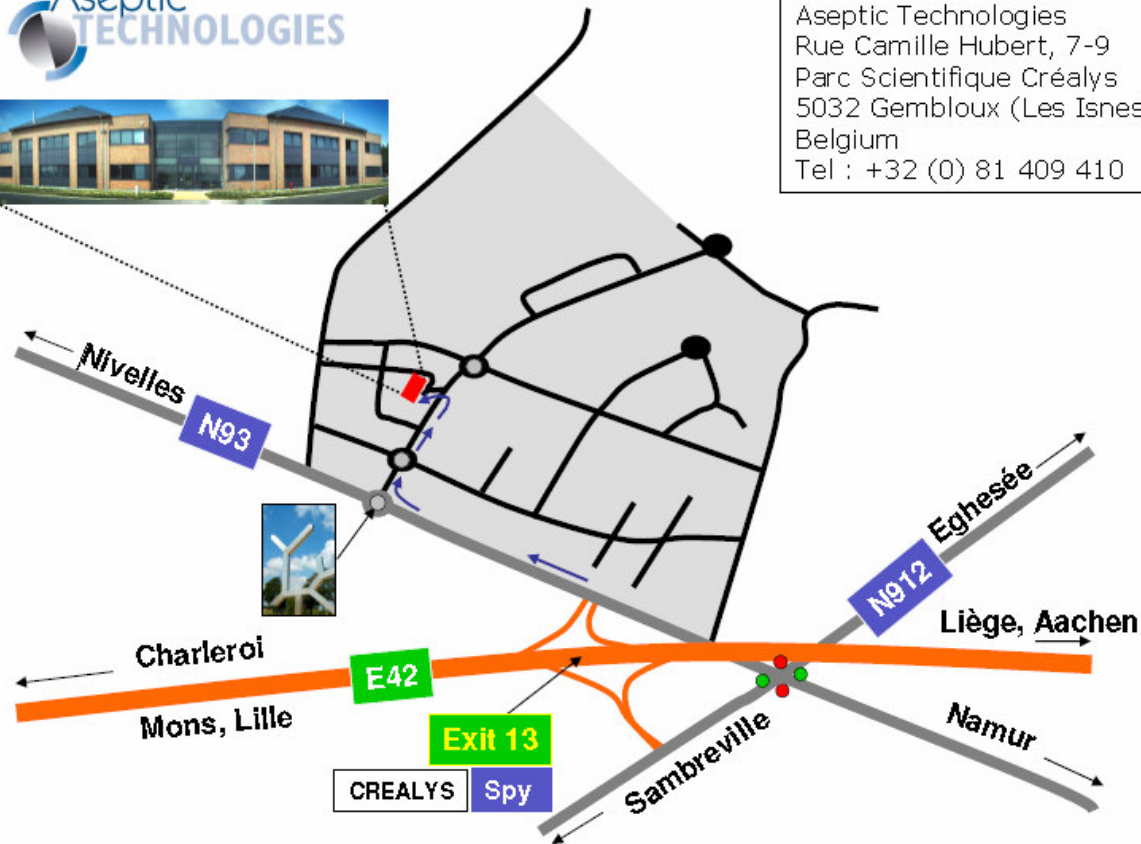 Aseptic
TECHNOLOGIES
Aseptic Technologies
Rue Camille Hubert, 7-9
Parc Scientifique Créalys
5032 Gembloux (Les Isnes
Belgium
Tel : +32 (0) 81 409 410
Nivelles
N93
Eghesée
N912
Liège, Aachen
Charleroi
E42
Mons, Lille
Exit 13
CREALYS
Spy
Sambreville
Namur